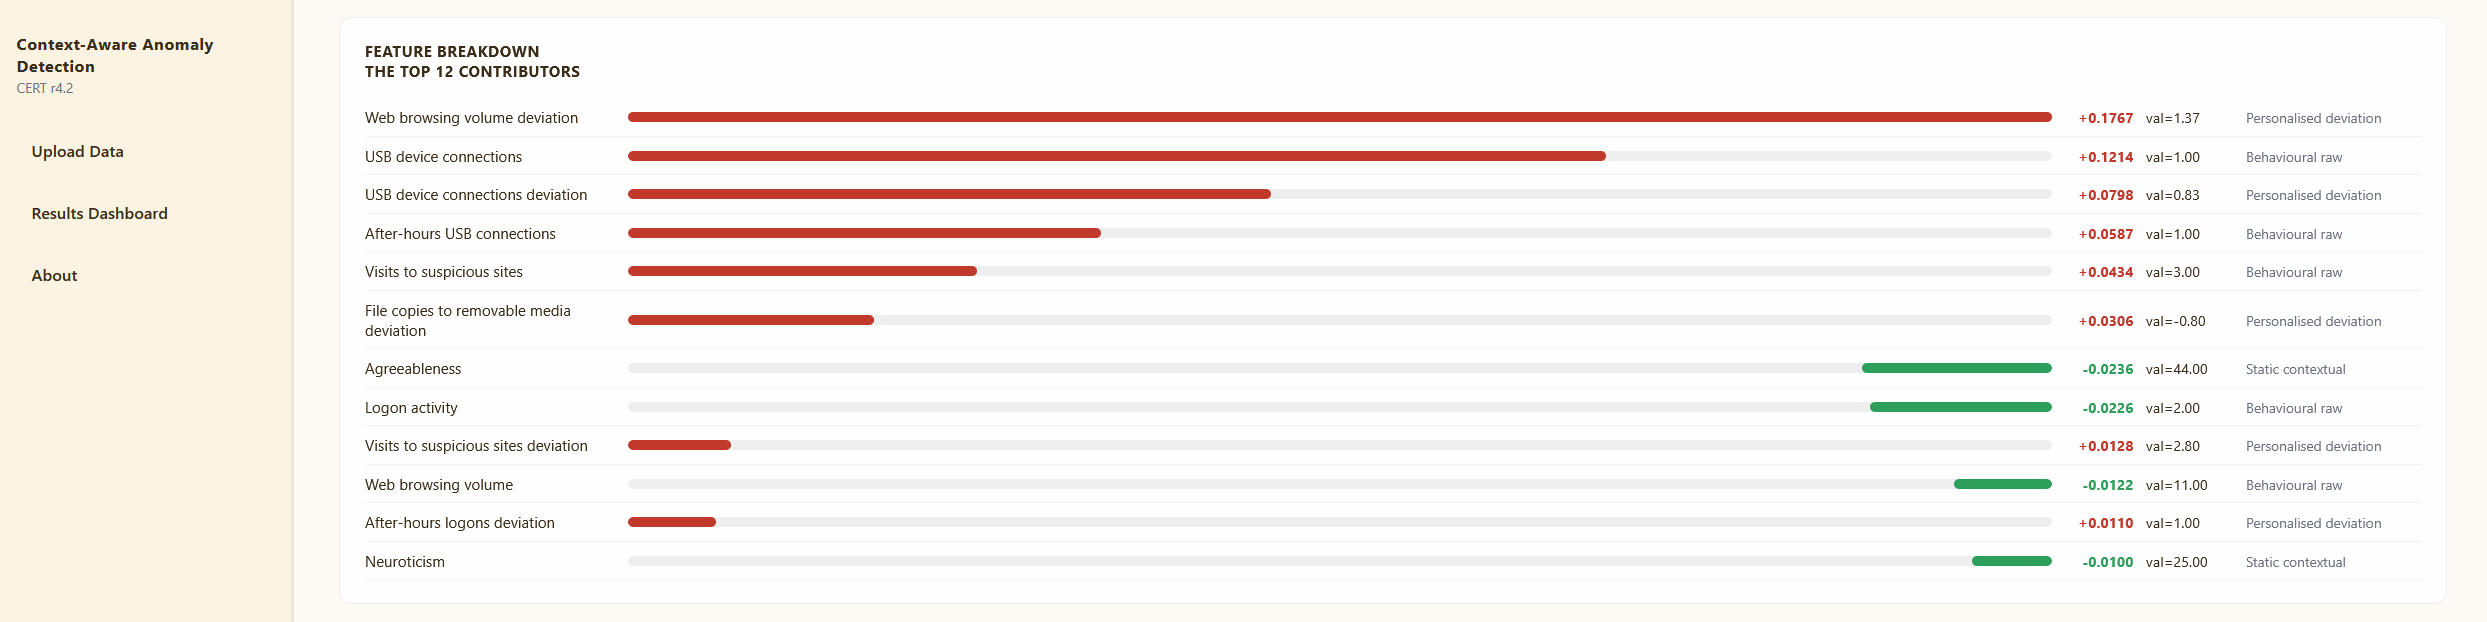 Context-Aware Anomaly
Detection
CERT r4.2
Upload Data
Results Dashboard
About
FEATURE BREAKDOWN
THE TOP 12 CONTRIBUTORS
Web browsing volume deviation +0.1767 val=1.37 Personalised deviation
USB device connections +0.1214 val=1.00 Behavioural raw
USB device connections deviation +0.0798 val=0.83 Personalised deviation
After-hours USB connections +0.0587 val=1.00 Behavioural raw
Visits to suspicious sites +0.0434 val=3.00 Behavioural raw
File copies to removable media
deviation +0.0306 val=-0.80 Personalised deviation
Agreeableness -0.0236 val=44.00 Static contextual
Logon activity -0.0226 val=2.00 Behavioural raw
Visits to suspicious sites deviation +0.0128 val=2.80 Personalised deviation
Web browsing volume -0.0122 val=11.00 Behavioural raw
After-hours logons deviation +0.0110 val=1.00 Personalised deviation
Neuroticism -0.0100 val=25.00 Static contextual